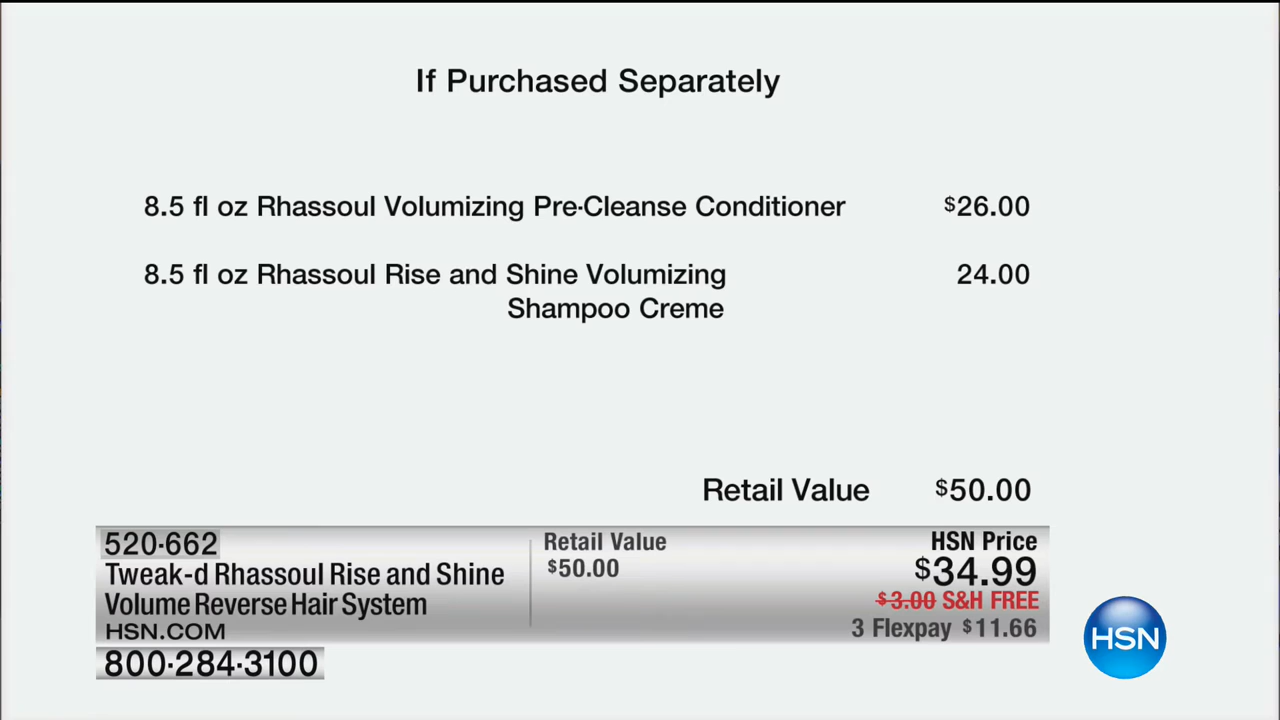 If Purchased Separately
8.5 fl oz Rhassoul Volumizing Pre-Cleanse Conditioner $26.00
8.5 fl oz Rhassoul Rise and Shine Volumizing 24.00
Shampoo Creme
Retail Value $50.00
520-662
Tweak-d Rhassoul Rise and Shine
Volume Reverse Hair System
HSN.COM
800-284-3100
Retail Value
$50.00
HSN Price
$34.99
$3.00 S&H FREE
3 Flexpay $11.66
HSN